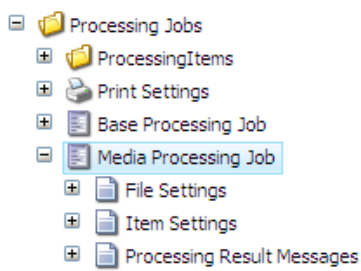 Processing Jobs
ProcessingItems
Print Settings
Base Processing Job
Media Processing Job
File Settings
Item Settings
Processing Result Messages